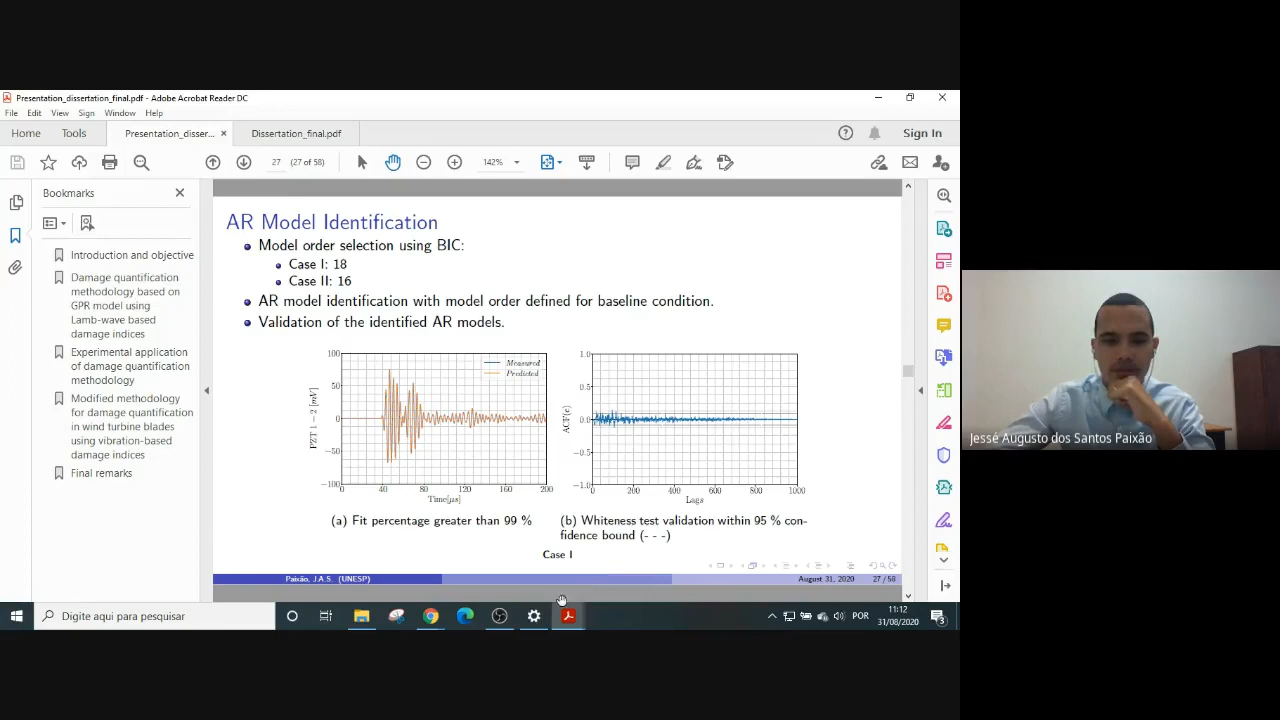 Presentation_dissertation_final.pdf - Adobe Acrobat Reader DC
File Edit View Sign Window Help
Home Tools Presentation_disser... × Dissertation_final.pdf Sign In
27 (27 of 58) 142%
Bookmarks
Introduction and objective
Damage quantification
methodology based on
GPR model using
Lamb-wave based
damage indices
Experimental application
of damage quantification
methodology
Modified methodology
for damage quantification
in wind turbine blades
using vibration-based
damage indices
Final remarks
AR Model Identification
Model order selection using BIC:
Case I: 18
Case II: 16
AR model identification with model order defined for baseline condition.
Validation of the identified AR models.
100
50
0
−50
−100
PZT 1 − 2 [mV]
Measured
Predicted
0 40 80 120 160 200
Time[μs]
(a) Fit percentage greater than 99 %
1.0
0.5
0.0
−0.5
−1.0
ACF(e)
0 200 400 600 800 1000
Lags
(b) Whiteness test validation within 95 % con-
fidence bound (- - -)
Case I
Paixão, J.A.S. (UNESP) August 31, 2020 27 / 58
Jessé Augusto dos Santos Paixão
Digite aqui para pesquisar
POR
11:12
31/08/2020
3